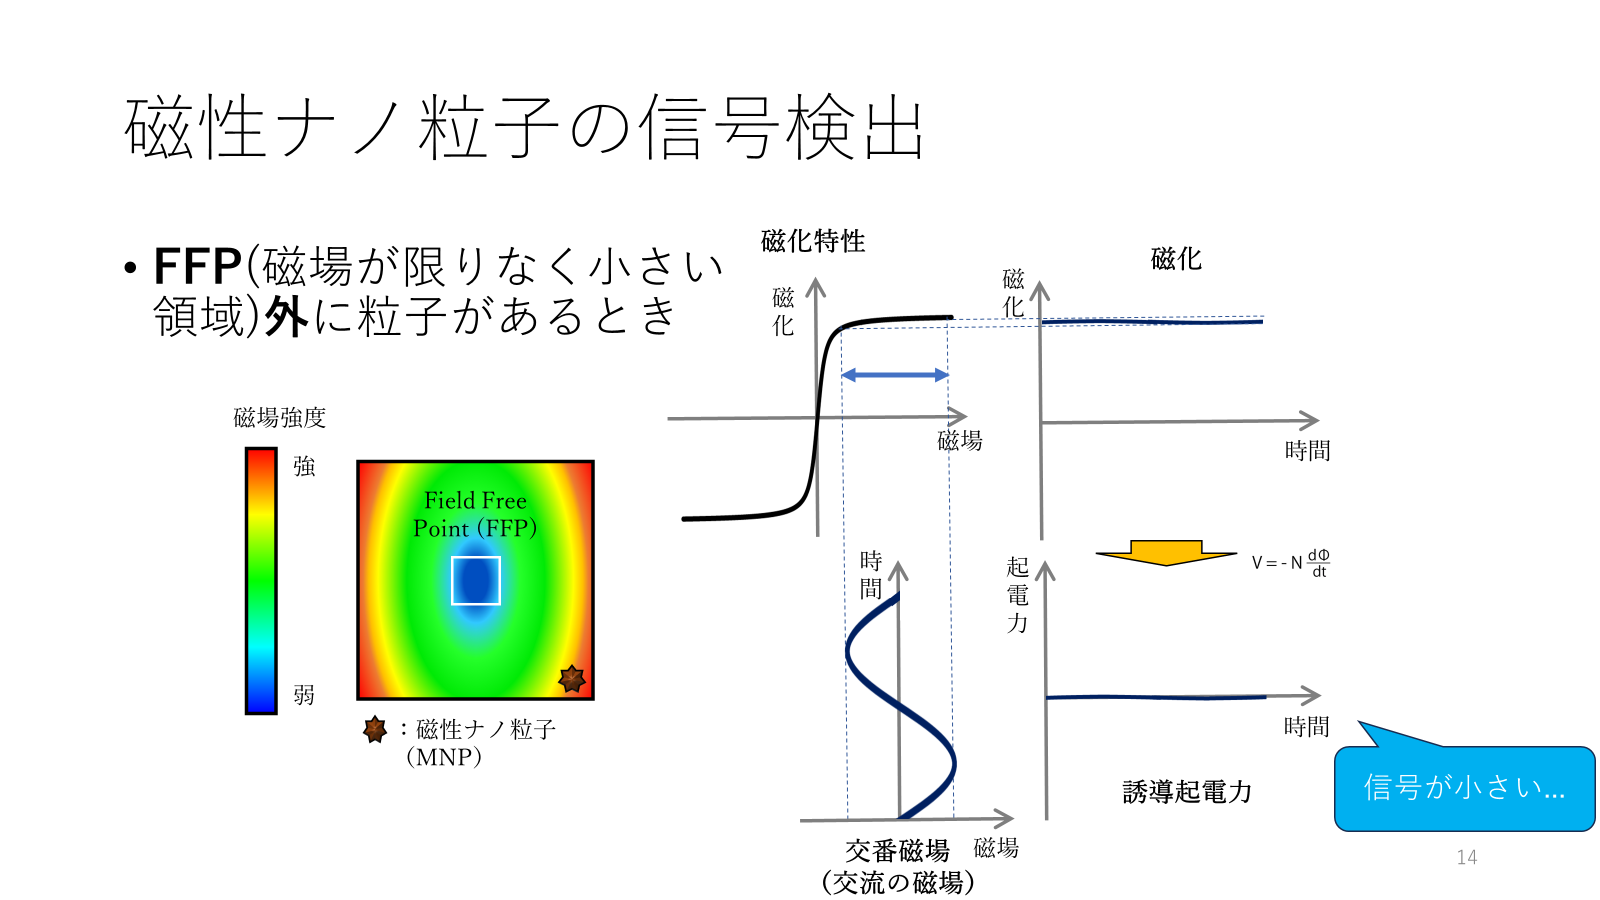 磁性ナノ粒子の信号検出
• FFP(磁場が限りなく小さい
領域)外に粒子があるとき
磁場強度
強
弱
Field Free
Point (FFP)
：磁性ナノ粒子
(MNP)
磁化特性
磁化
磁場
磁化
磁化
時間
時間
磁場
交番磁場
(交流の磁場)
V = - N dΦ/dt
起電力
時間
誘導起電力
信号が小さい...
14